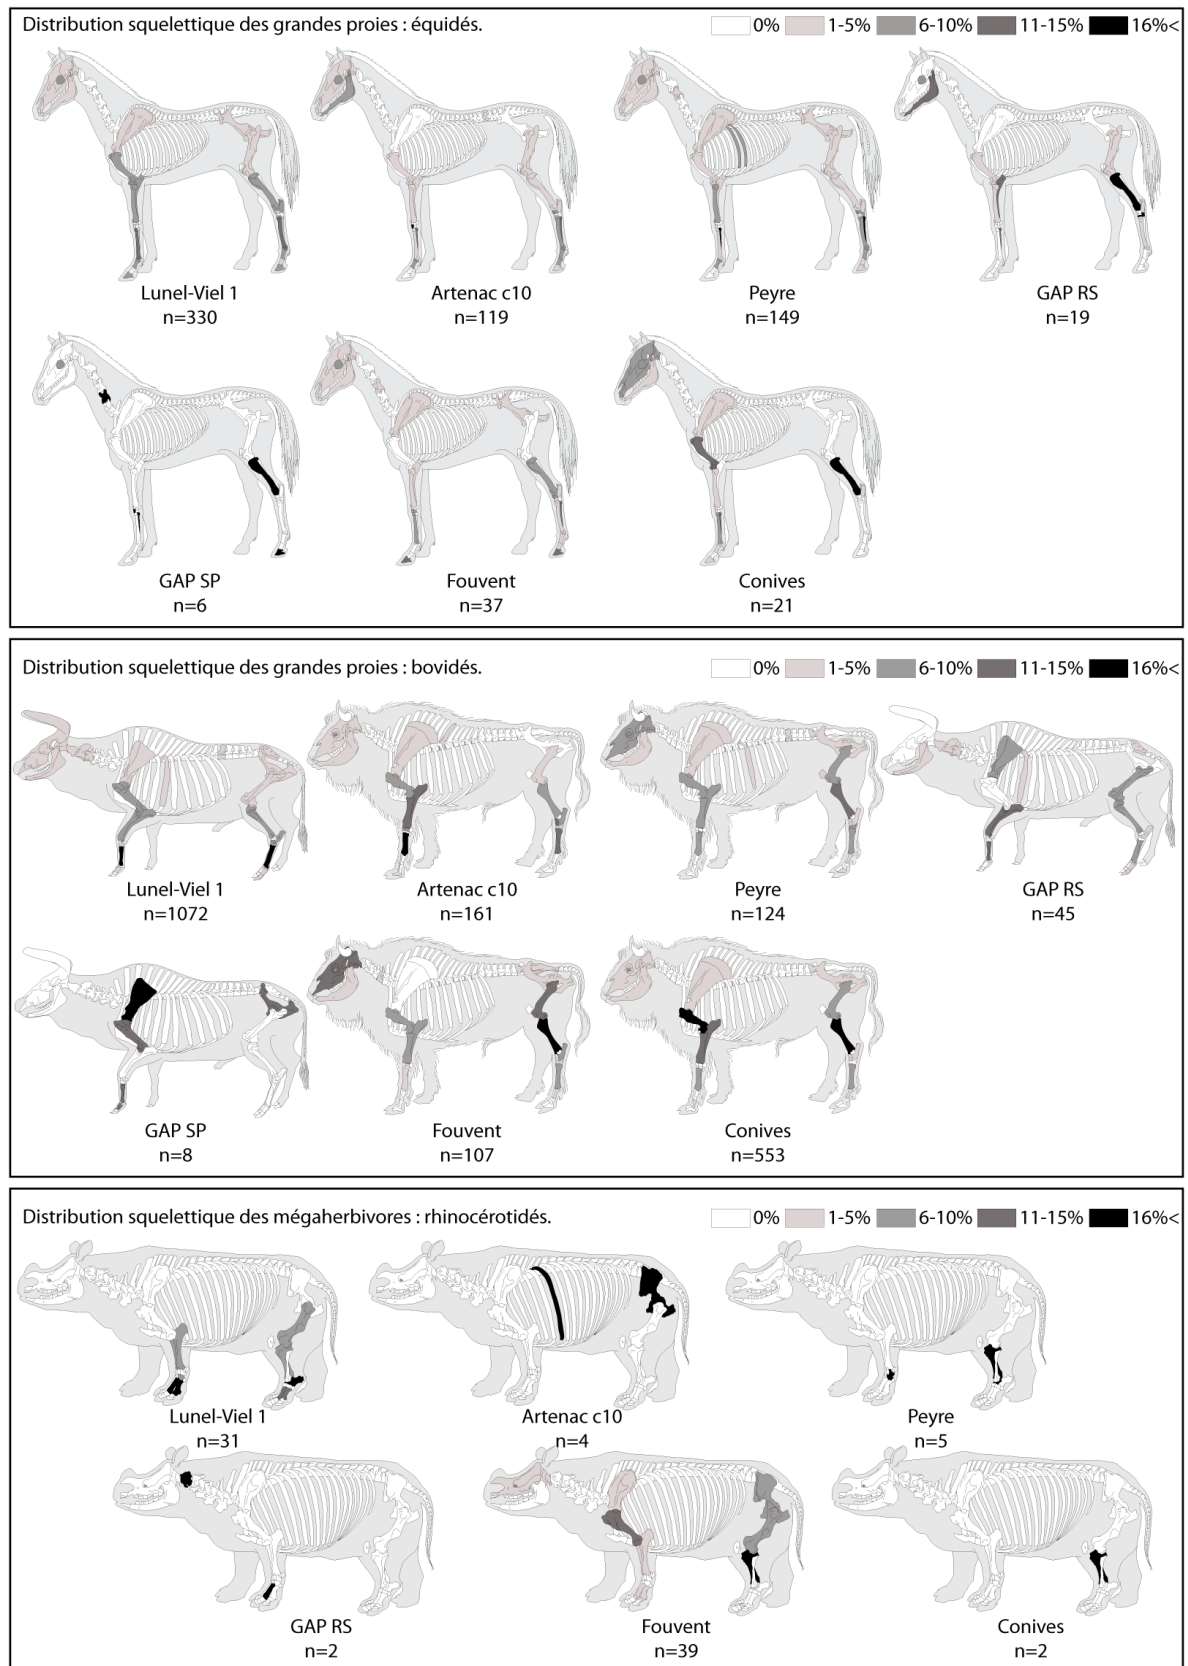 Distribution squelettique des grandes proies : équidés. 0% 1-5% 6-10% 11-15% 16%<
Lunel-Viel 1 Artenac c10 Peyre GAP RS
n=330 n=119 n=149 n=19
GAP SP Fouvent Conives
n=6 n=37 n=21
Distribution squelettique des grandes proies : bovidés. 0% 1-5% 6-10% 11-15% 16%<
Lunel-Viel 1 Artenac c10 Peyre GAP RS
n=1072 n=161 n=124 n=45
GAP SP Fouvent Conives
n=8 n=107 n=553
Distribution squelettique des mégaherbivores : rhinocérotidés. 0% 1-5% 6-10% 11-15% 16%<
Lunel-Viel 1 Artenac c10 Peyre
n=31 n=4 n=5
GAP RS Fouvent Conives
n=2 n=39 n=2